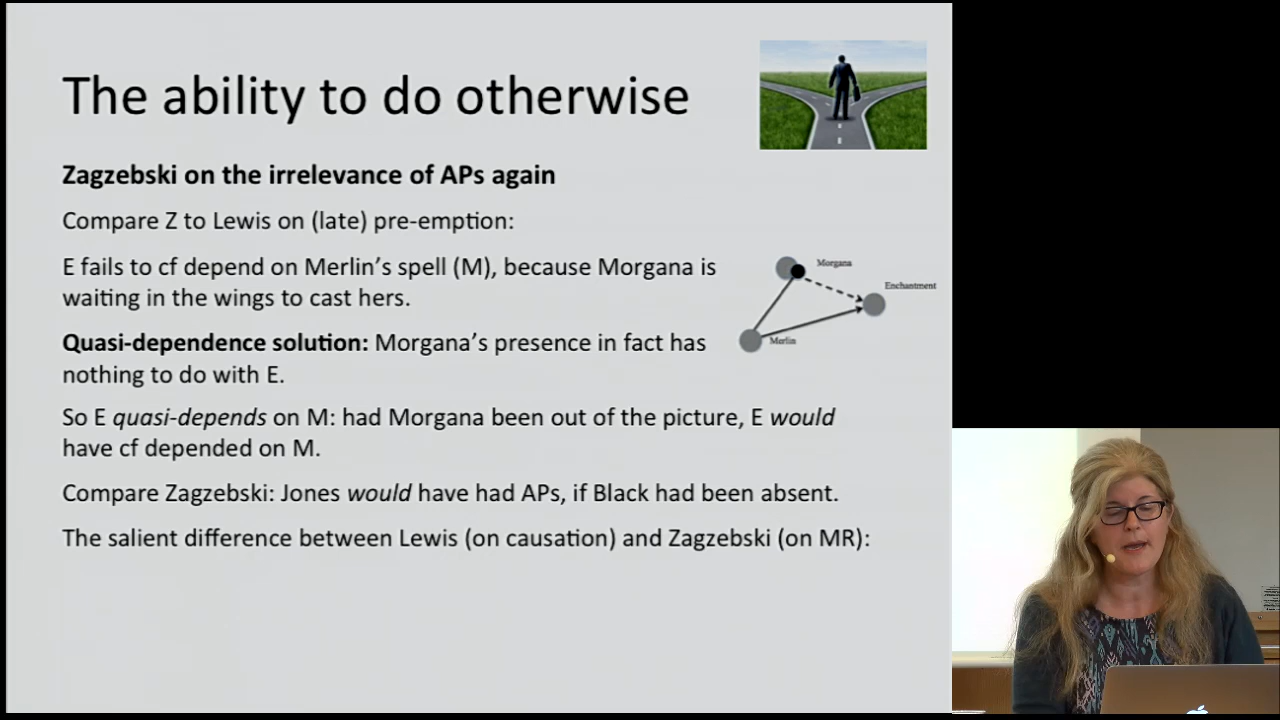 The ability to do otherwise
Zagzebski on the irrelevance of APs again
Compare Z to Lewis on (late) pre-emption:
E fails to cf depend on Merlin's spell (M), because Morgana is
waiting in the wings to cast hers.
Morgana
Enchantment
Merlin
Quasi-dependence solution: Morgana's presence in fact has
nothing to do with E.
So E quasi-depends on M: had Morgana been out of the picture, E would
have cf depended on M.
Compare Zagzebski: Jones would have had APs, if Black had been absent.
The salient difference between Lewis (on causation) and Zagzebski (on MR):